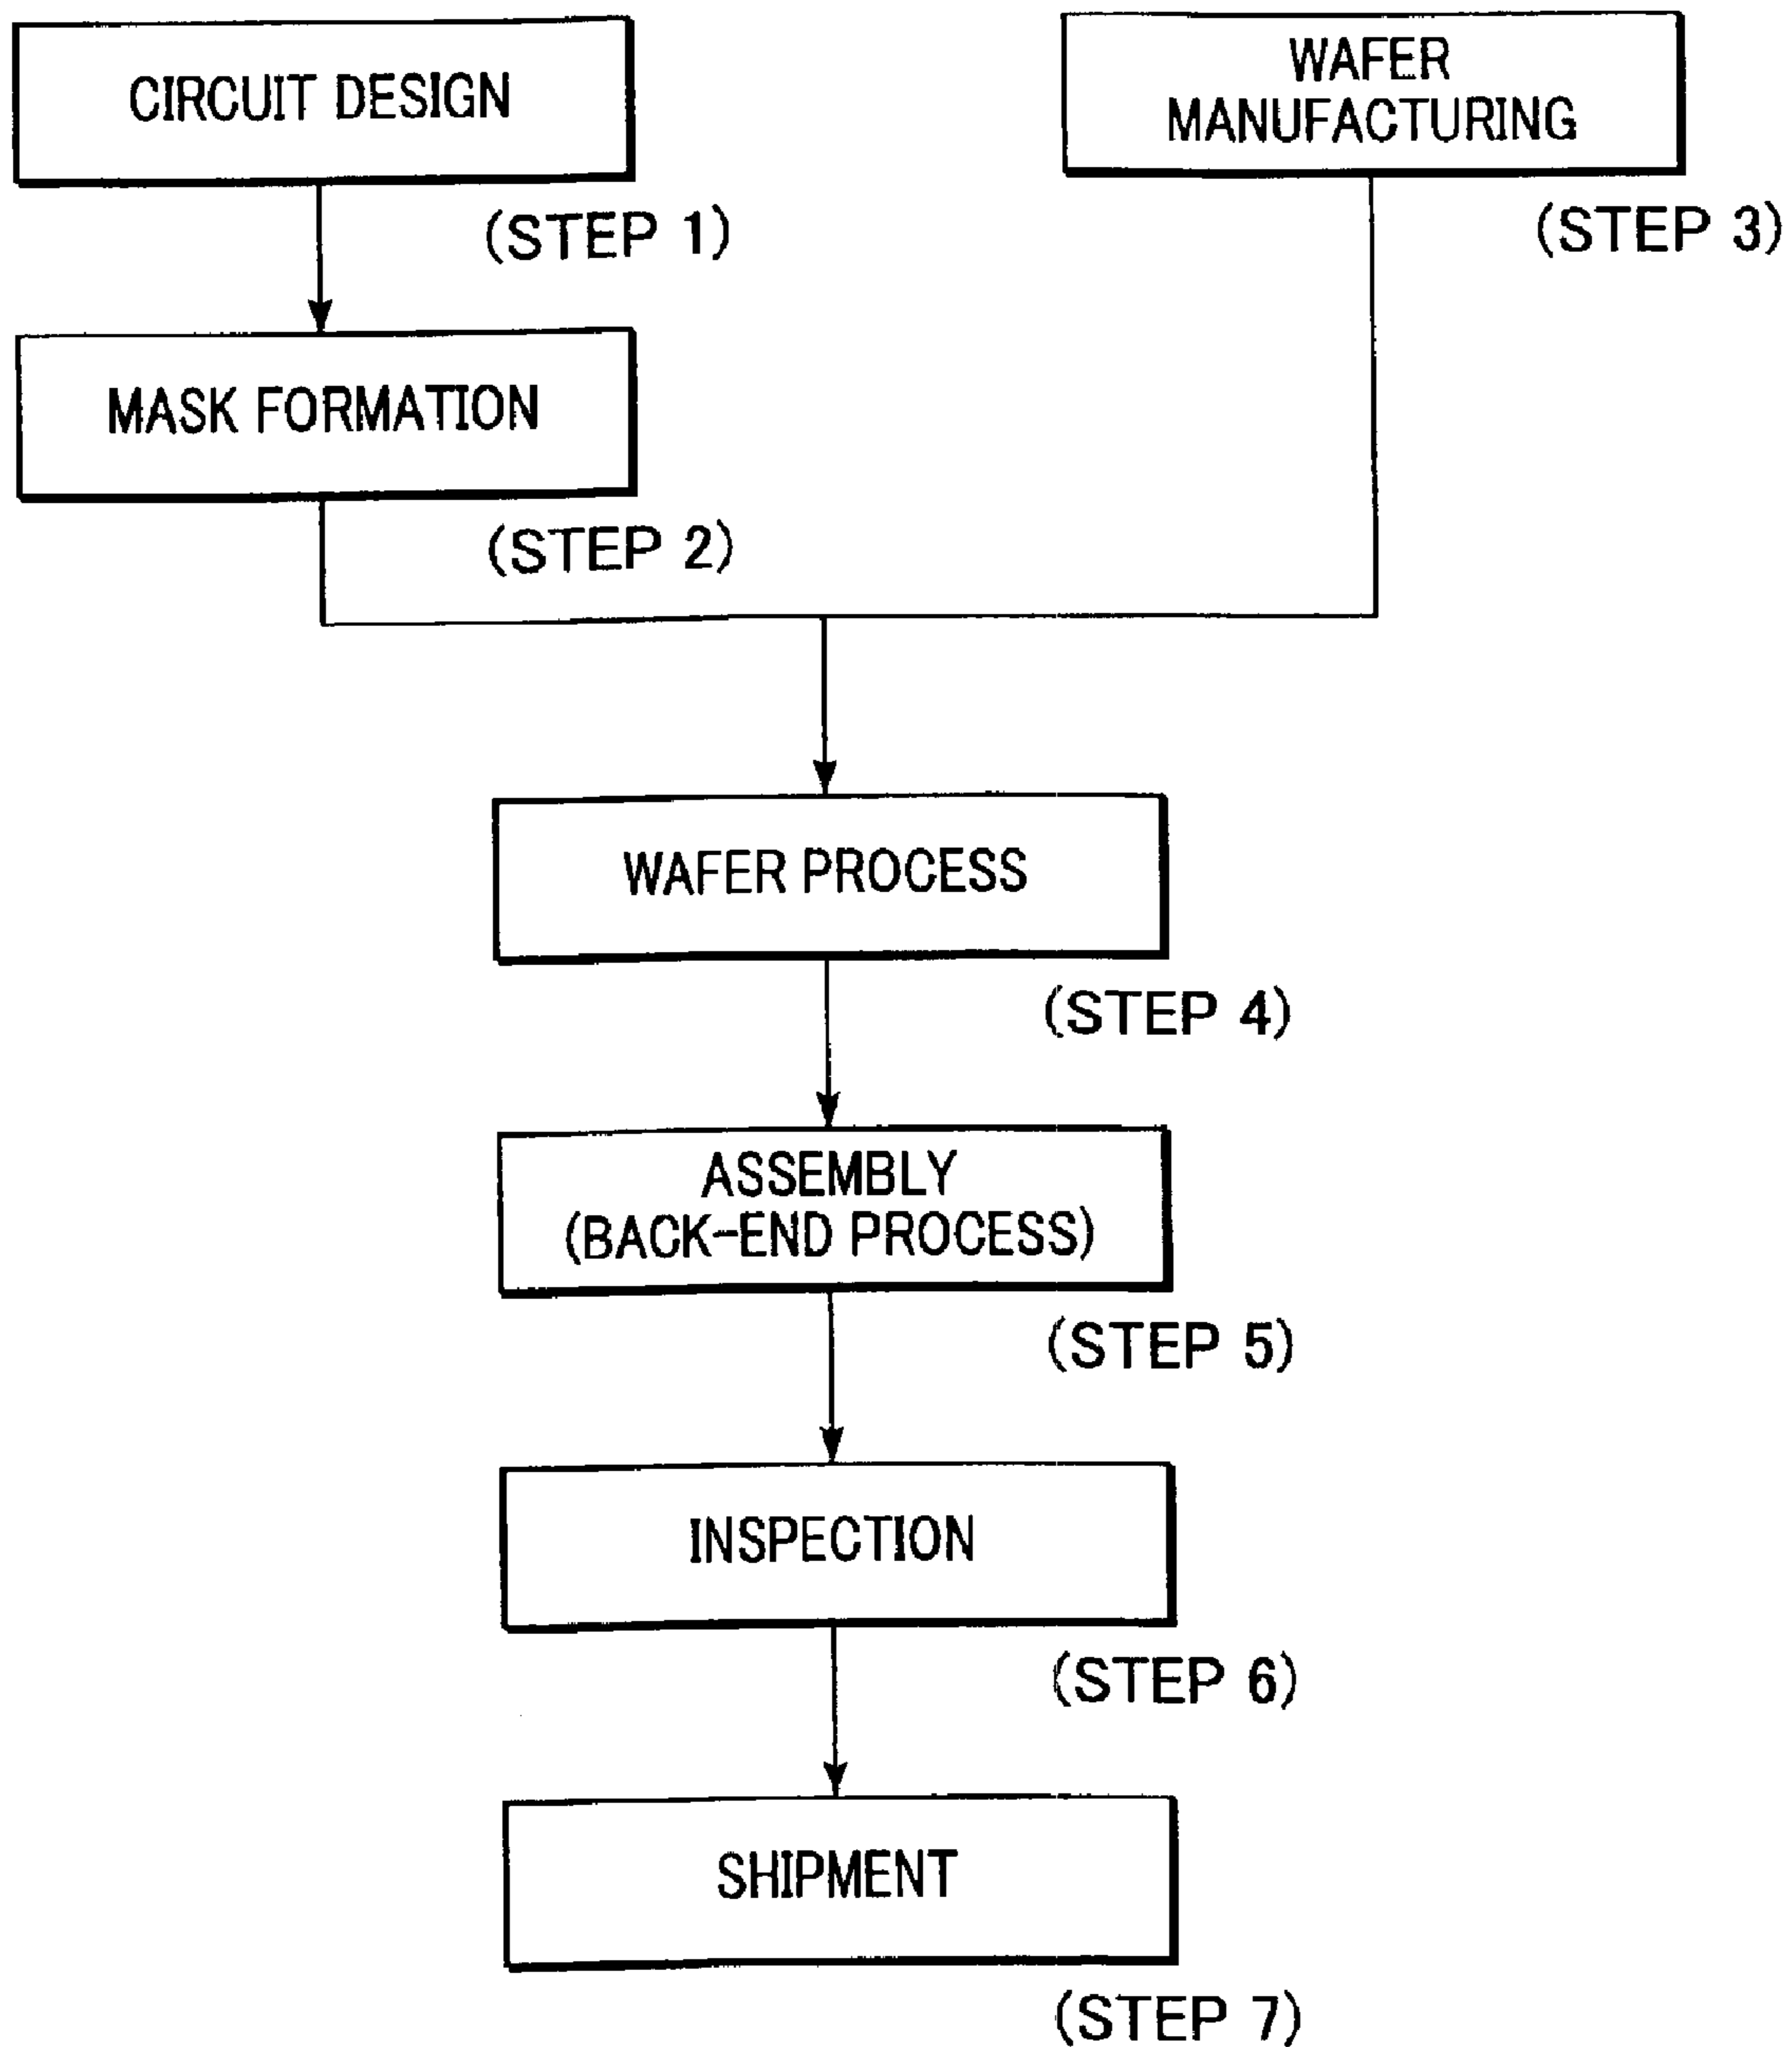 CIRCUIT DESIGN
(STEP 1)
MASK FORMATION
(STEP 2)
WAFER
MANUFACTURING
(STEP 3)
WAFER PROCESS
(STEP 4)
ASSEMBLY
(BACK-END PROCESS)
(STEP 5)
INSPECTION
(STEP 6)
SHIPMENT
(STEP 7)